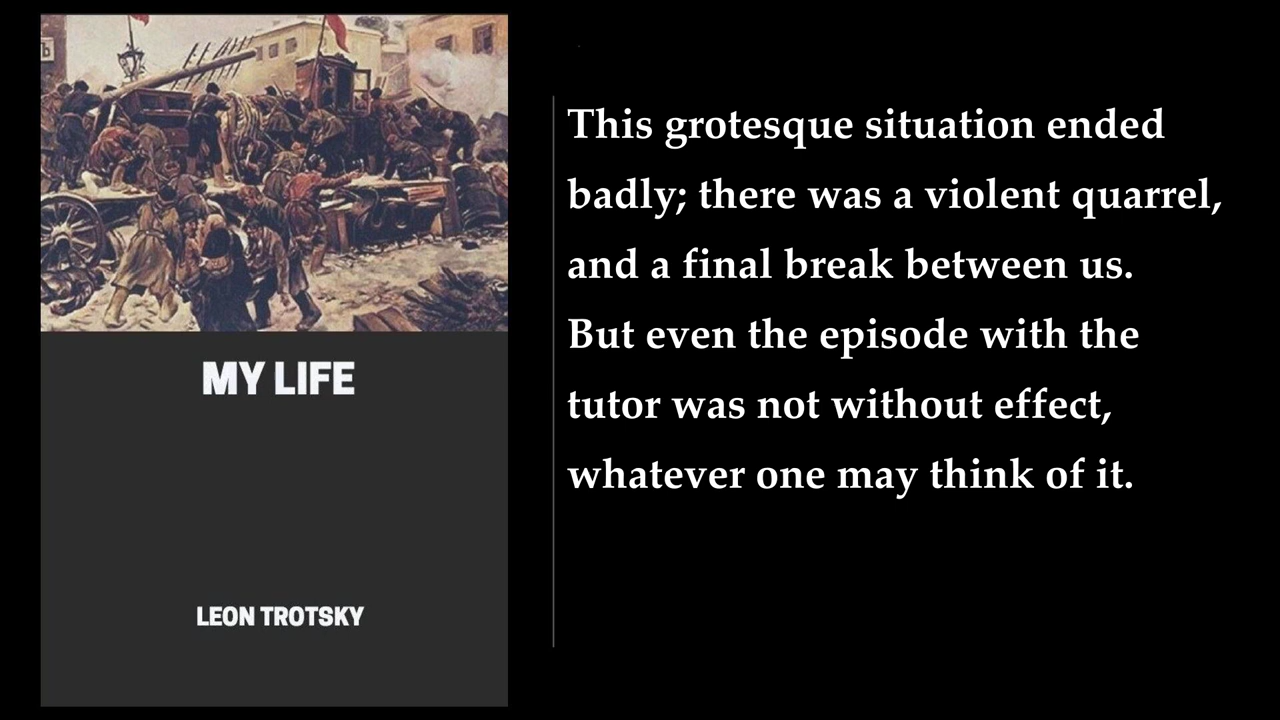 MY LIFE
LEON TROTSKY
This grotesque situation ended
badly; there was a violent quarrel,
and a final break between us.
But even the episode with the
tutor was not without effect,
whatever one may think of it.